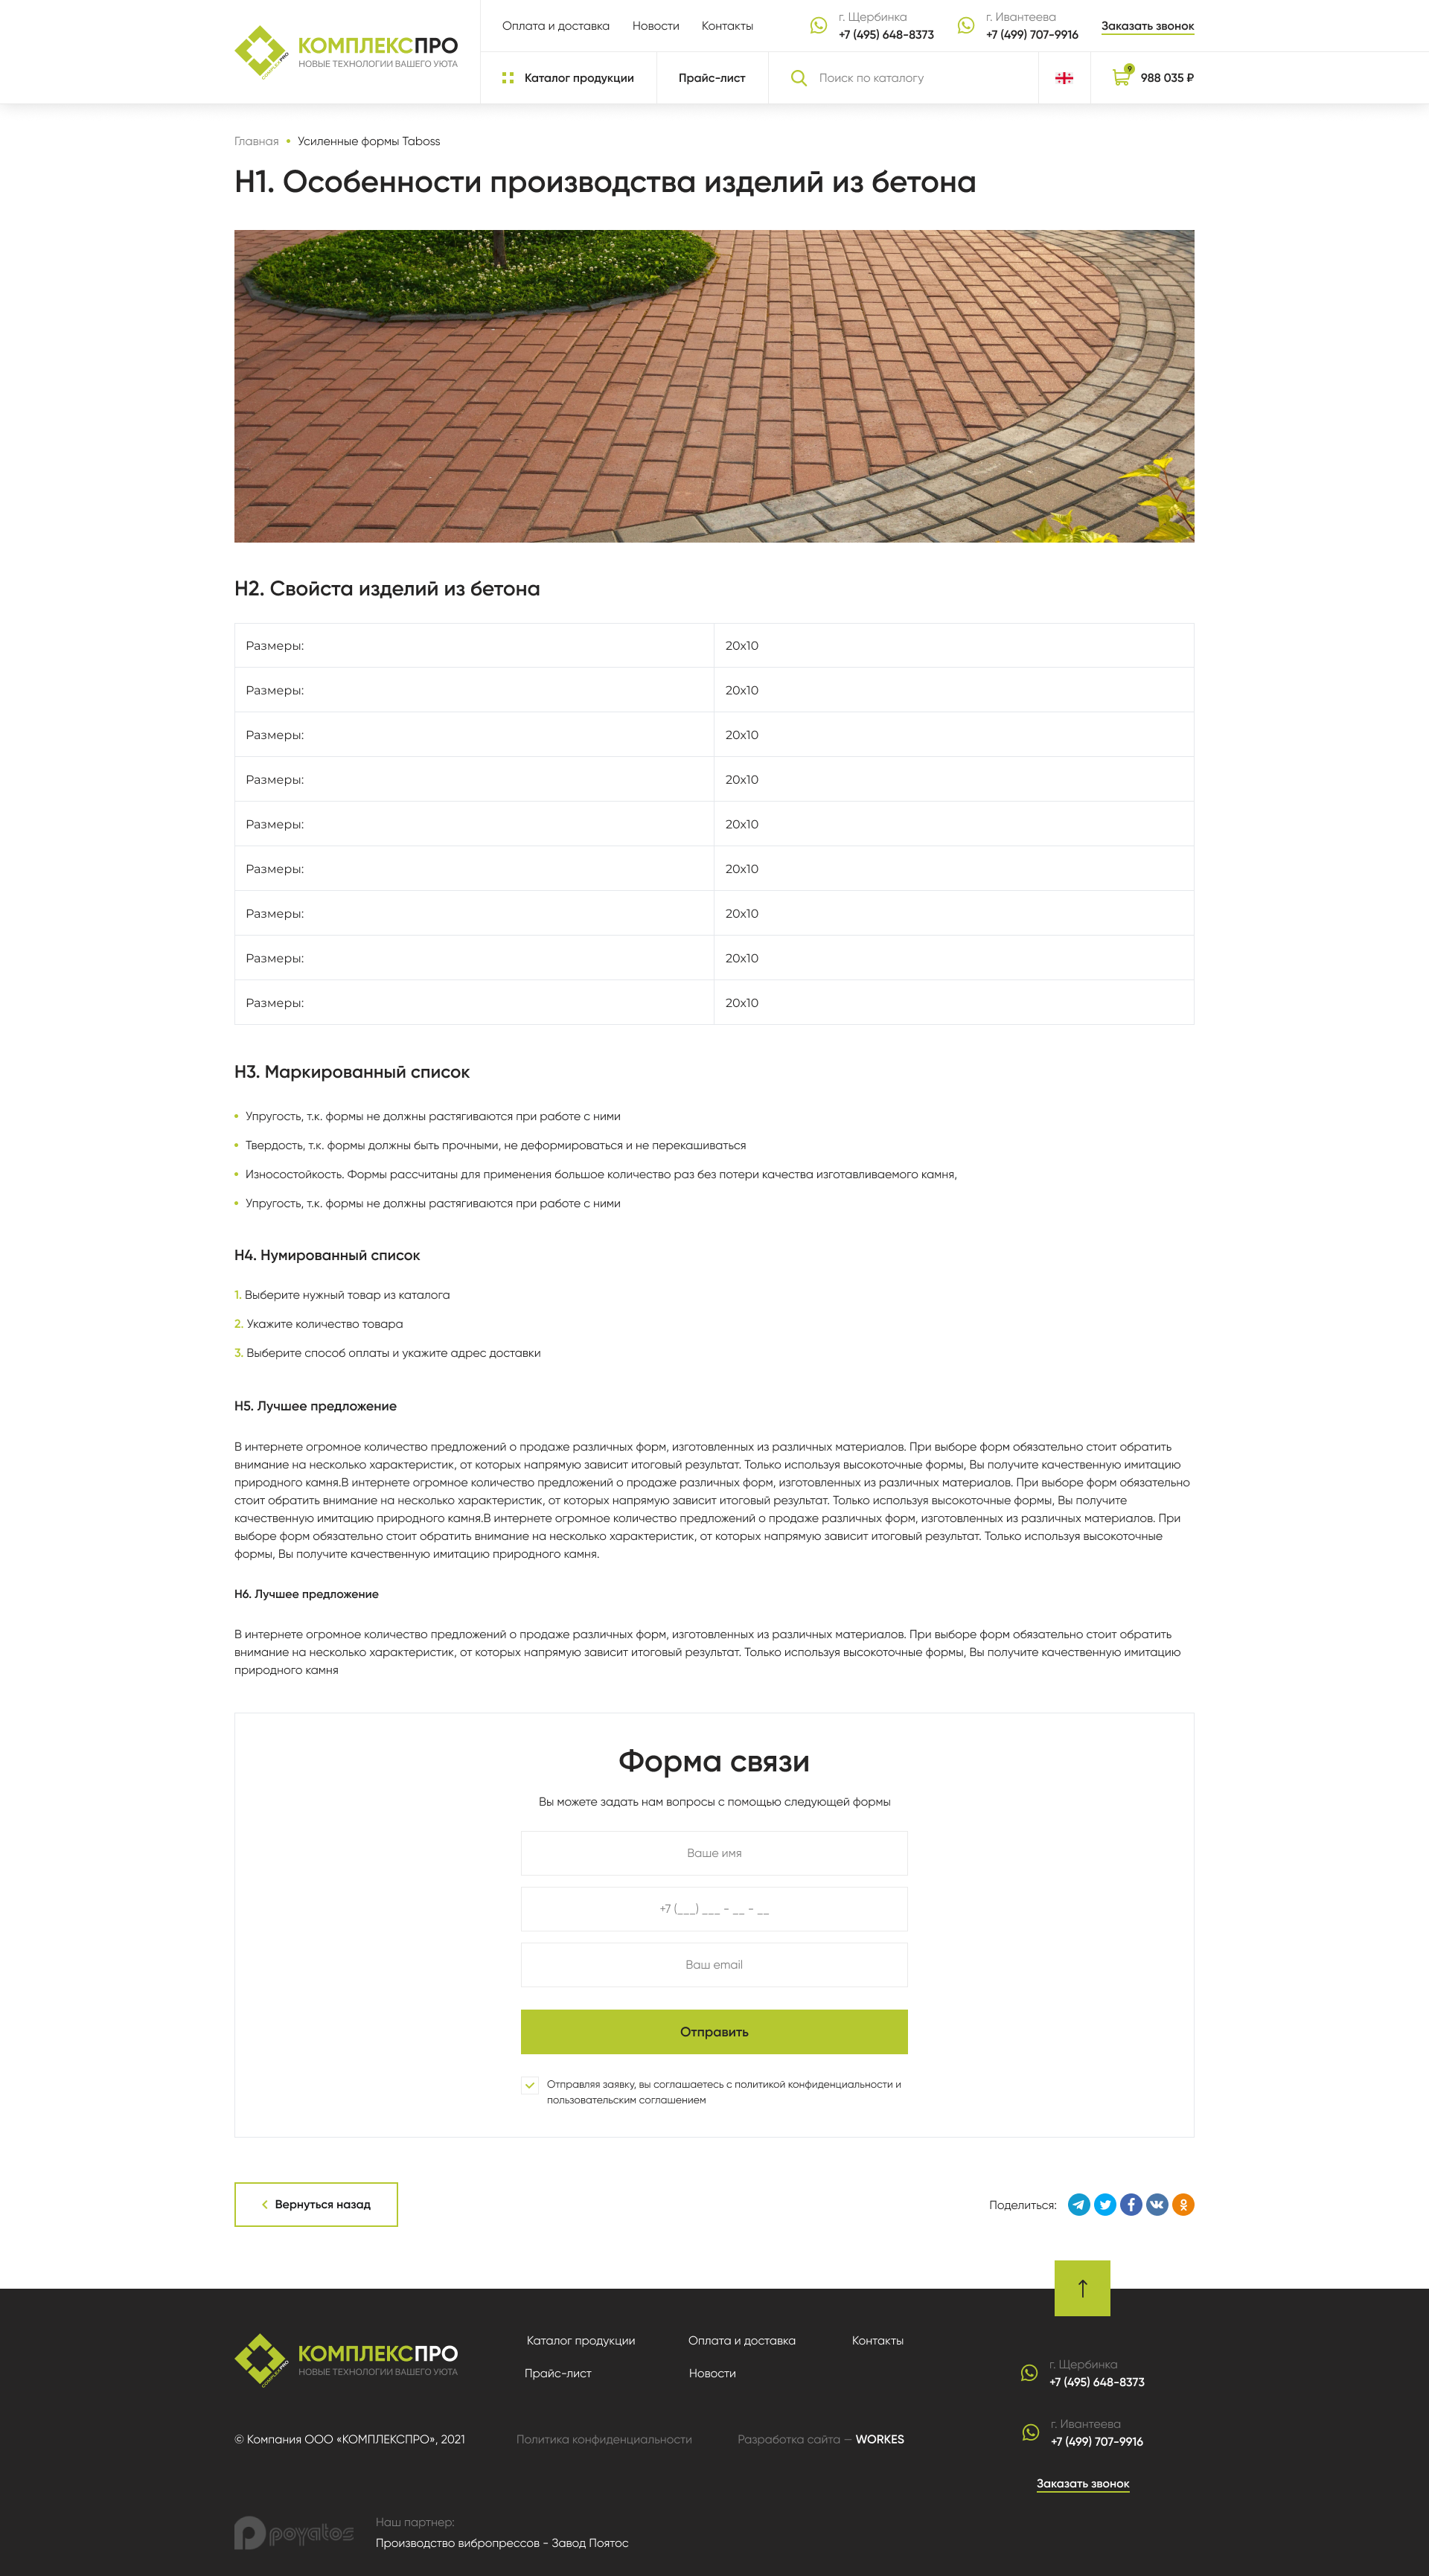 КОМПЛЕКСПРО
НОВЫЕ ТЕХНОЛОГИИ ВАШЕГО УЮТА
COMPLEX-PRO
Оплата и доставка
Новости
Контакты
г. Щербинка
+7 (495) 648-8373
г. Ивантеева
+7 (499) 707-9916
Заказать звонок
Каталог продукции
Прайс-лист
Поиск по каталогу
9
988 035 ₽
Главная
Усиленные формы Taboss
H1. Особенности производства изделий из бетона
H2. Свойста изделий из бетона
Размеры: 20x10
Размеры: 20x10
Размеры: 20x10
Размеры: 20x10
Размеры: 20x10
Размеры: 20x10
Размеры: 20x10
Размеры: 20x10
Размеры: 20x10
H3. Маркированный список
Упругость, т.к. формы не должны растягиваются при работе с ними
Твердость, т.к. формы должны быть прочными, не деформироваться и не перекашиваться
Износостойкость. Формы рассчитаны для применения большое количество раз без потери качества изготавливаемого камня,
Упругость, т.к. формы не должны растягиваются при работе с ними
H4. Нумированный список
1. Выберите нужный товар из каталога
2. Укажите количество товара
3. Выберите способ оплаты и укажите адрес доставки
H5. Лучшее предложение
В интернете огромное количество предложений о продаже различных форм, изготовленных из различных материалов. При выборе форм обязательно стоит обратить
внимание на несколько характеристик, от которых напрямую зависит итоговый результат. Только используя высокоточные формы, Вы получите качественную имитацию
природного камня.В интернете огромное количество предложений о продаже различных форм, изготовленных из различных материалов. При выборе форм обязательно
стоит обратить внимание на несколько характеристик, от которых напрямую зависит итоговый результат. Только используя высокоточные формы, Вы получите
качественную имитацию природного камня.В интернете огромное количество предложений о продаже различных форм, изготовленных из различных материалов. При
выборе форм обязательно стоит обратить внимание на несколько характеристик, от которых напрямую зависит итоговый результат. Только используя высокоточные
формы, Вы получите качественную имитацию природного камня.
H6. Лучшее предложение
В интернете огромное количество предложений о продаже различных форм, изготовленных из различных материалов. При выборе форм обязательно стоит обратить
внимание на несколько характеристик, от которых напрямую зависит итоговый результат. Только используя высокоточные формы, Вы получите качественную имитацию
природного камня
Форма связи
Вы можете задать нам вопросы с помощью следующей формы
Ваше имя
+7 (___) ___ - __ - __
Ваш email
Отправить
Отправляя заявку, вы соглашаетесь с политикой конфиденциальности и
пользовательским соглашением
Вернуться назад
Поделиться:
КОМПЛЕКСПРО
НОВЫЕ ТЕХНОЛОГИИ ВАШЕГО УЮТА
COMPLEX-PRO
Каталог продукции
Оплата и доставка
Контакты
Прайс-лист
Новости
г. Щербинка
+7 (495) 648-8373
г. Ивантеева
+7 (499) 707-9916
Заказать звонок
© Компания ООО «КОМПЛЕКСПРО», 2021
Политика конфиденциальности
Разработка сайта — WORKES
poyatos
Наш партнер:
Производство вибропрессов - Завод Поятос